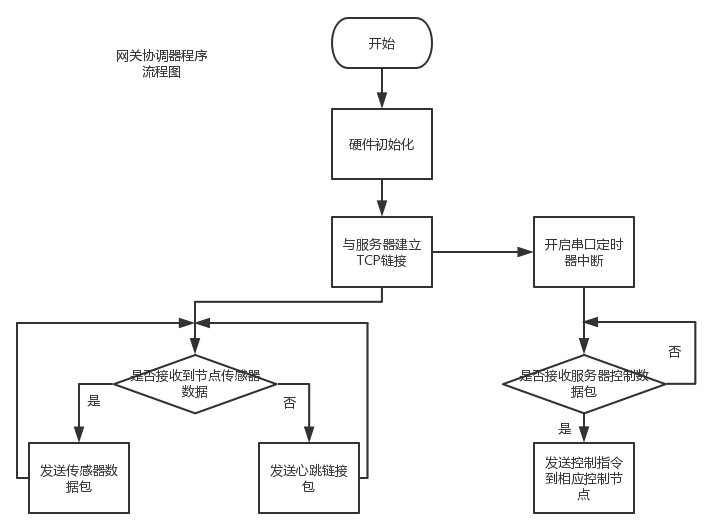 网关协调器程序
流程图
开始
硬件初始化
与服务器建立
TCP链接
开启串口定时
器中断
是否接收到节点传感器
数据
是否接收服务器控制数
据包
否
是
否
是
发送传感器数
据包
发送心跳链接
包
发送控制指令
到相应控制节
点